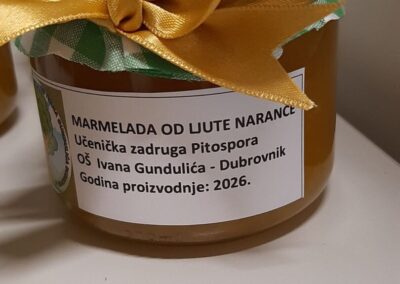 MARMELADA OD LJUTE NARANČE
Učenička zadruga Pitospora
OŠ Ivana Gundulića - Dubrovnik
Godina proizvodnje: 2026.